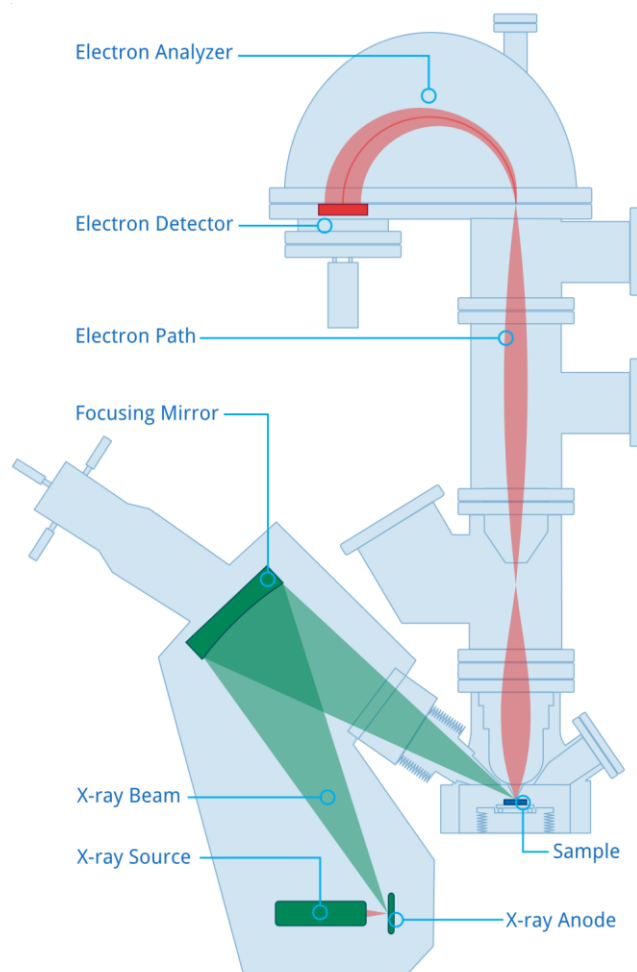 Electron Analyzer
Electron Detector
Electron Path
Focusing Mirror
X-ray Beam
X-ray Source
Sample
X-ray Anode